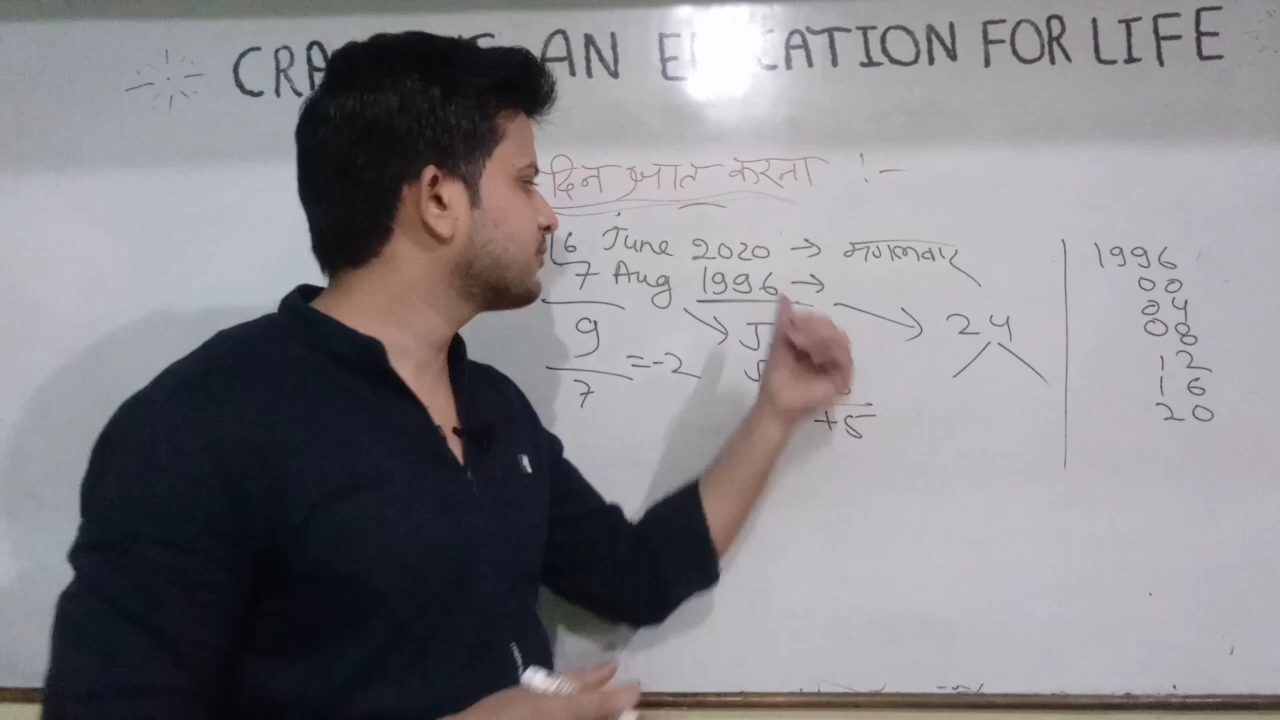 AN FOR LIFE
दिन ज्ञात करना :-
16 June 2020 → मंगलवार
7 Aug 1996 →
9 J 24
7 =-2 5
+5
1996
00
04
08
12
16
20